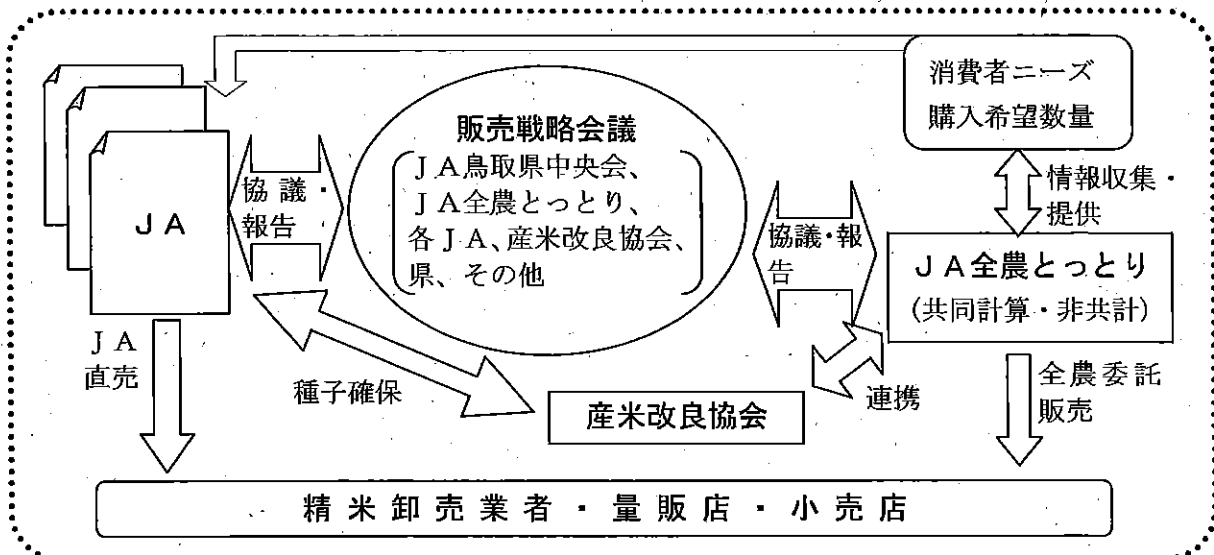 消費者ニーズ
購入希望数量
販売戦略会議
JA鳥取県中央会、
JA全農とっとり、
各JA、産米改良協会、
県、その他
JA
協議・
報告
協議・報
告
情報収集・
提供
JA全農とっとり
(共同計算・非共計)
JA
直売
種子確保
産米改良協会
連携
全農委託
販売
精米卸売業者・量販店・小売店